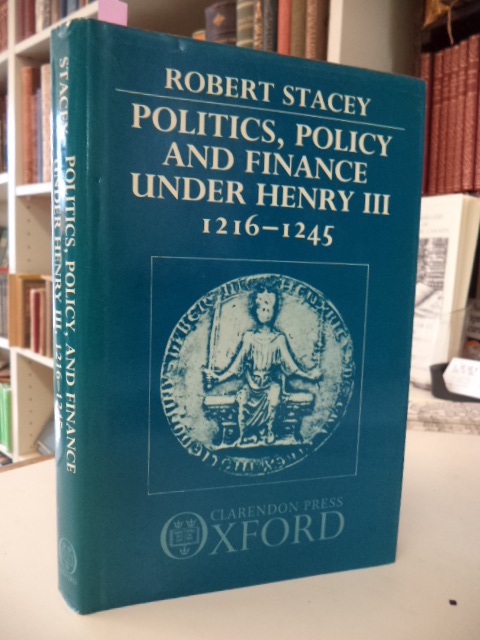 ROBERT STACEY
POLITICS, POLICY
AND FINANCE
UNDER HENRY III
1216–1245
CLARENDON PRESS
OXFORD
STACEY
POLITICS, POLICY, AND FINANCE
UNDER HENRY III, 1216–1245